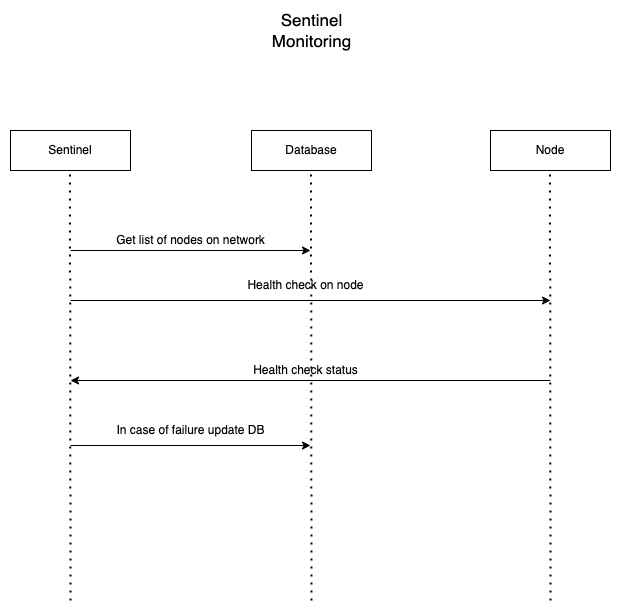 Sentinel
Monitoring
Sentinel
Database
Node
Get list of nodes on network
Health check on node
Health check status
In case of failure update DB